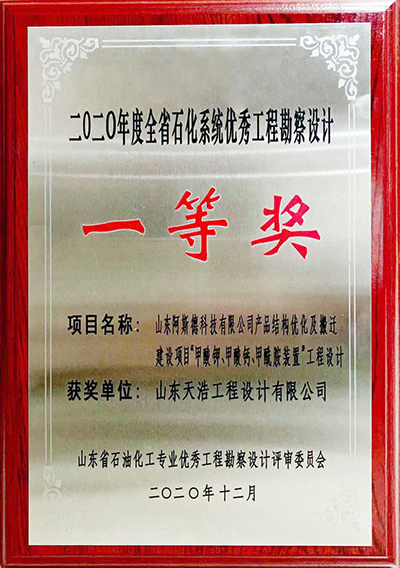 二〇二〇年度全省石化系统优秀工程勘察设计
一等奖
项目名称：山东阿斯德科技有限公司产品结构优化及搬迁
建设项目“甲酸钾、甲酸钙、甲酰胺装置”工程设计
获奖单位：山东天浩工程设计有限公司
山东省石油化工专业优秀工程勘察设计评审委员会
二〇二〇年十二月